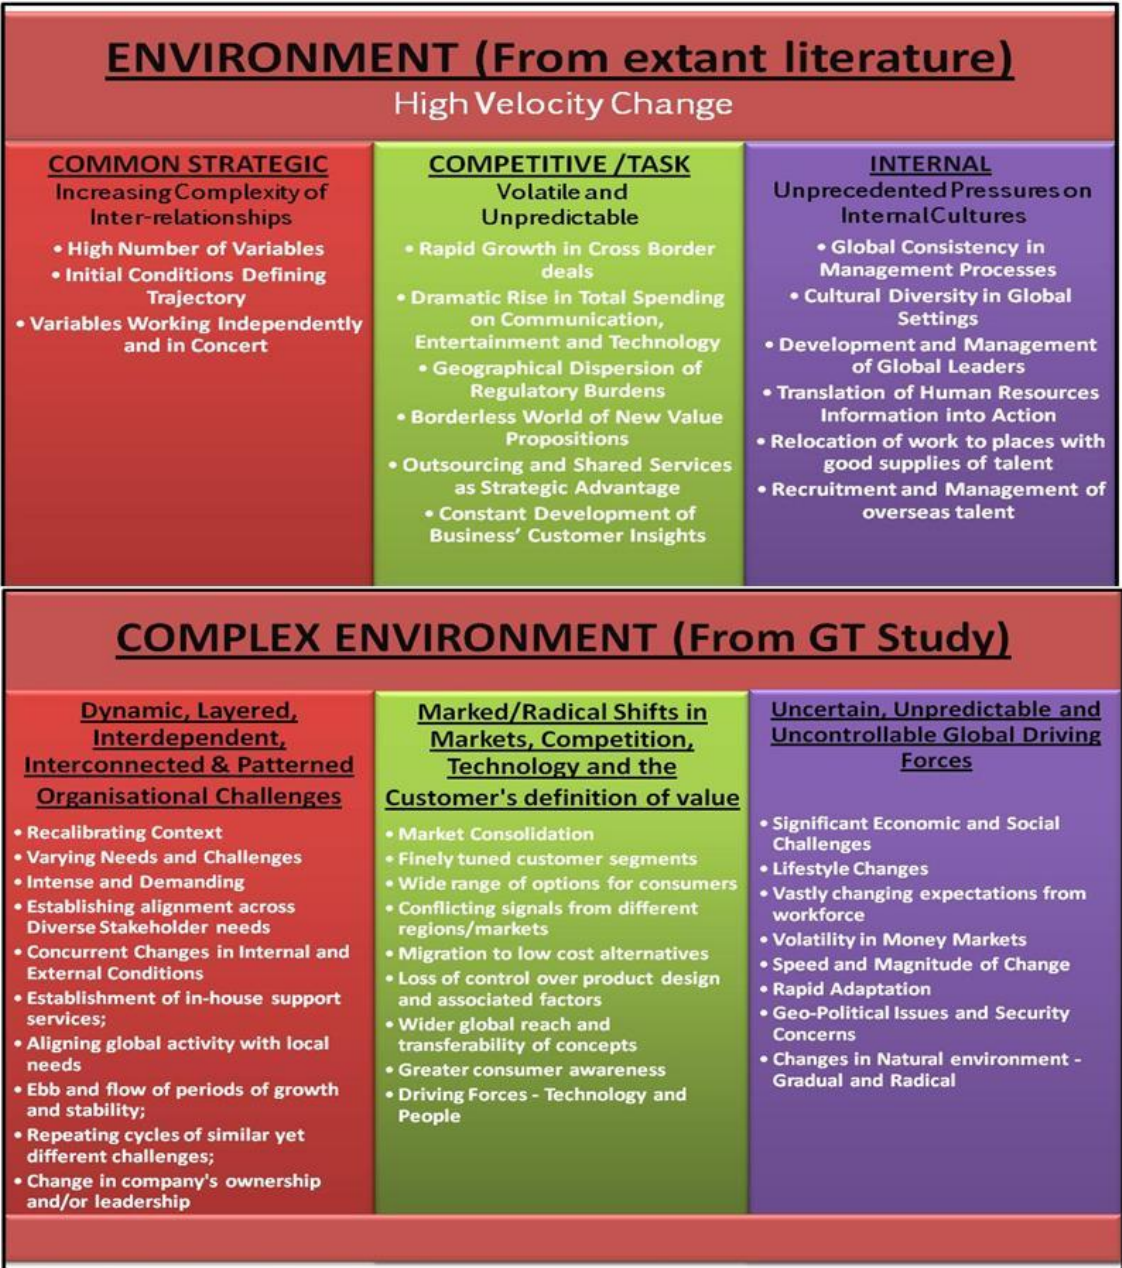 ENVIRONMENT (From extant literature)
High Velocity Change
COMMON STRATEGIC
Increasing Complexity of
Inter-relationships
• High Number of Variables
• Initial Conditions Defining
Trajectory
• Variables Working Independently
and in Concert
COMPETITIVE /TASK
Volatile and
Unpredictable
• Rapid Growth in Cross Border
deals
• Dramatic Rise in Total Spending
on Communication,
Entertainment and Technology
• Geographical Dispersion of
Regulatory Burdens
• Borderless World of New Value
Propositions
• Outsourcing and Shared Services
as Strategic Advantage
• Constant Development of
Business' Customer Insights
INTERNAL
Unprecedented Pressures on
Internal Cultures
• Global Consistency in
Management Processes
• Cultural Diversity in Global
Settings
• Development and Management
of Global Leaders
• Translation of Human Resources
Information into Action
• Relocation of work to places with
good supplies of talent
• Recruitment and Management of
overseas talent
COMPLEX ENVIRONMENT (From GT Study)
Dynamic, Layered,
Interdependent,
Interconnected & Patterned
Organisational Challenges
• Recalibrating Context
• Varying Needs and Challenges
• Intense and Demanding
• Establishing alignment across
Diverse Stakeholder needs
• Concurrent Changes in Internal and
External Conditions
• Establishment of in-house support
services;
• Aligning global activity with local
needs
• Ebb and flow of periods of growth
and stability;
• Repeating cycles of similar yet
different challenges;
• Change in company's ownership
and/or leadership
Marked/Radical Shifts in
Markets, Competition,
Technology and the
Customer's definition of value
• Market Consolidation
• Finely tuned customer segments
• Wide range of options for consumers
• Conflicting signals from different
regions/markets
• Migration to low cost alternatives
• Loss of control over product design
and associated factors
• Wider global reach and
transferability of concepts
• Greater consumer awareness
• Driving Forces - Technology and
People
Uncertain, Unpredictable and
Uncontrollable Global Driving
Forces
• Significant Economic and Social
Challenges
• Lifestyle Changes
• Vastly changing expectations from
workforce
• Volatility in Money Markets
• Speed and Magnitude of Change
• Rapid Adaptation
• Geo-Political Issues and Security
Concerns
• Changes in Natural environment -
Gradual and Radical